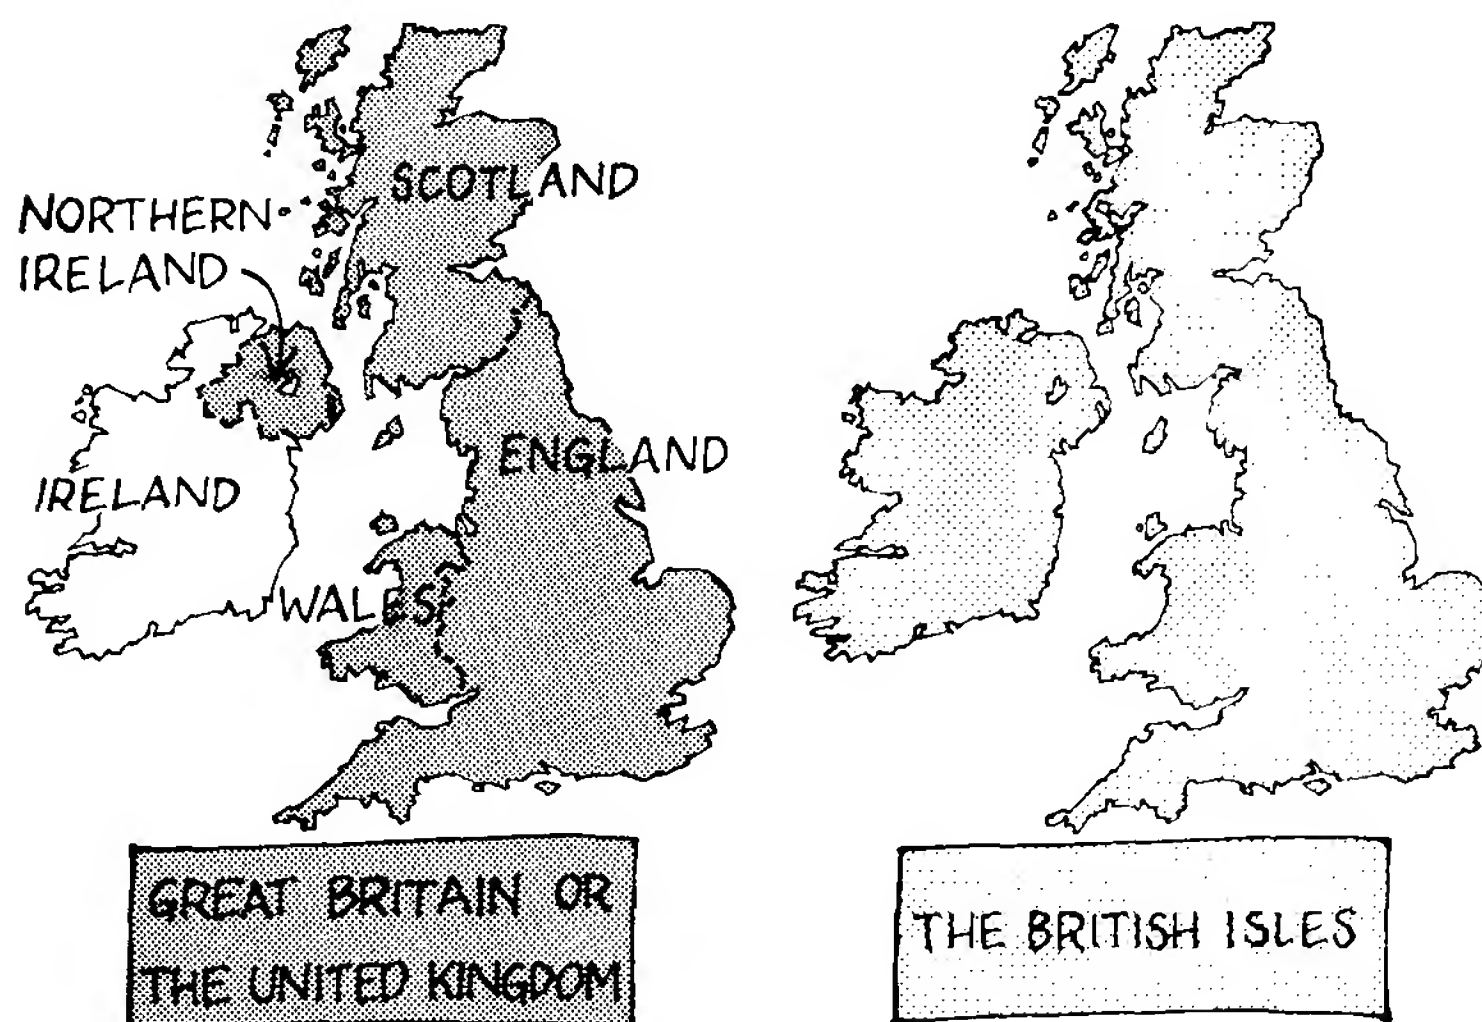 SCOTLAND
NORTHERN
IRELAND
ENGLAND
IRELAND
WALES
GREAT BRITAIN OR
THE UNITED KINGDOM
THE BRITISH ISLES